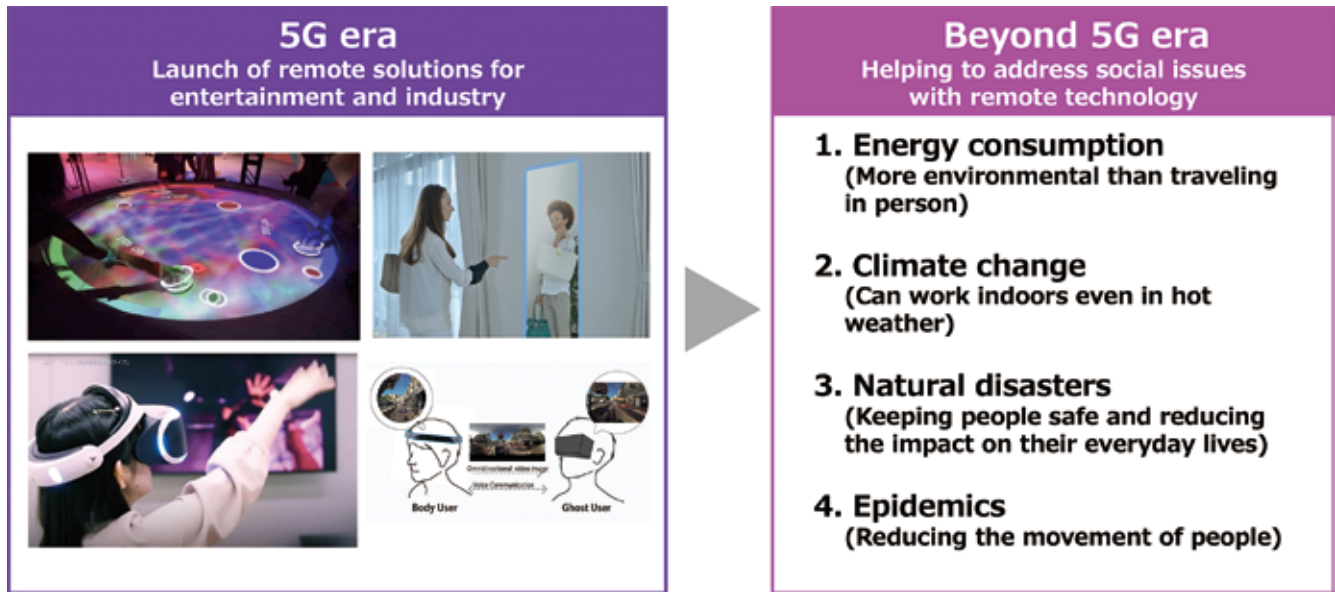 5G era
Launch of remote solutions for
entertainment and industry
Omnidirectional video image
Voice Communication
Body User
Ghost User
Beyond 5G era
Helping to address social issues
with remote technology
1. Energy consumption
(More environmental than traveling
in person)
2. Climate change
(Can work indoors even in hot
weather)
3. Natural disasters
(Keeping people safe and reducing
the impact on their everyday lives)
4. Epidemics
(Reducing the movement of people)